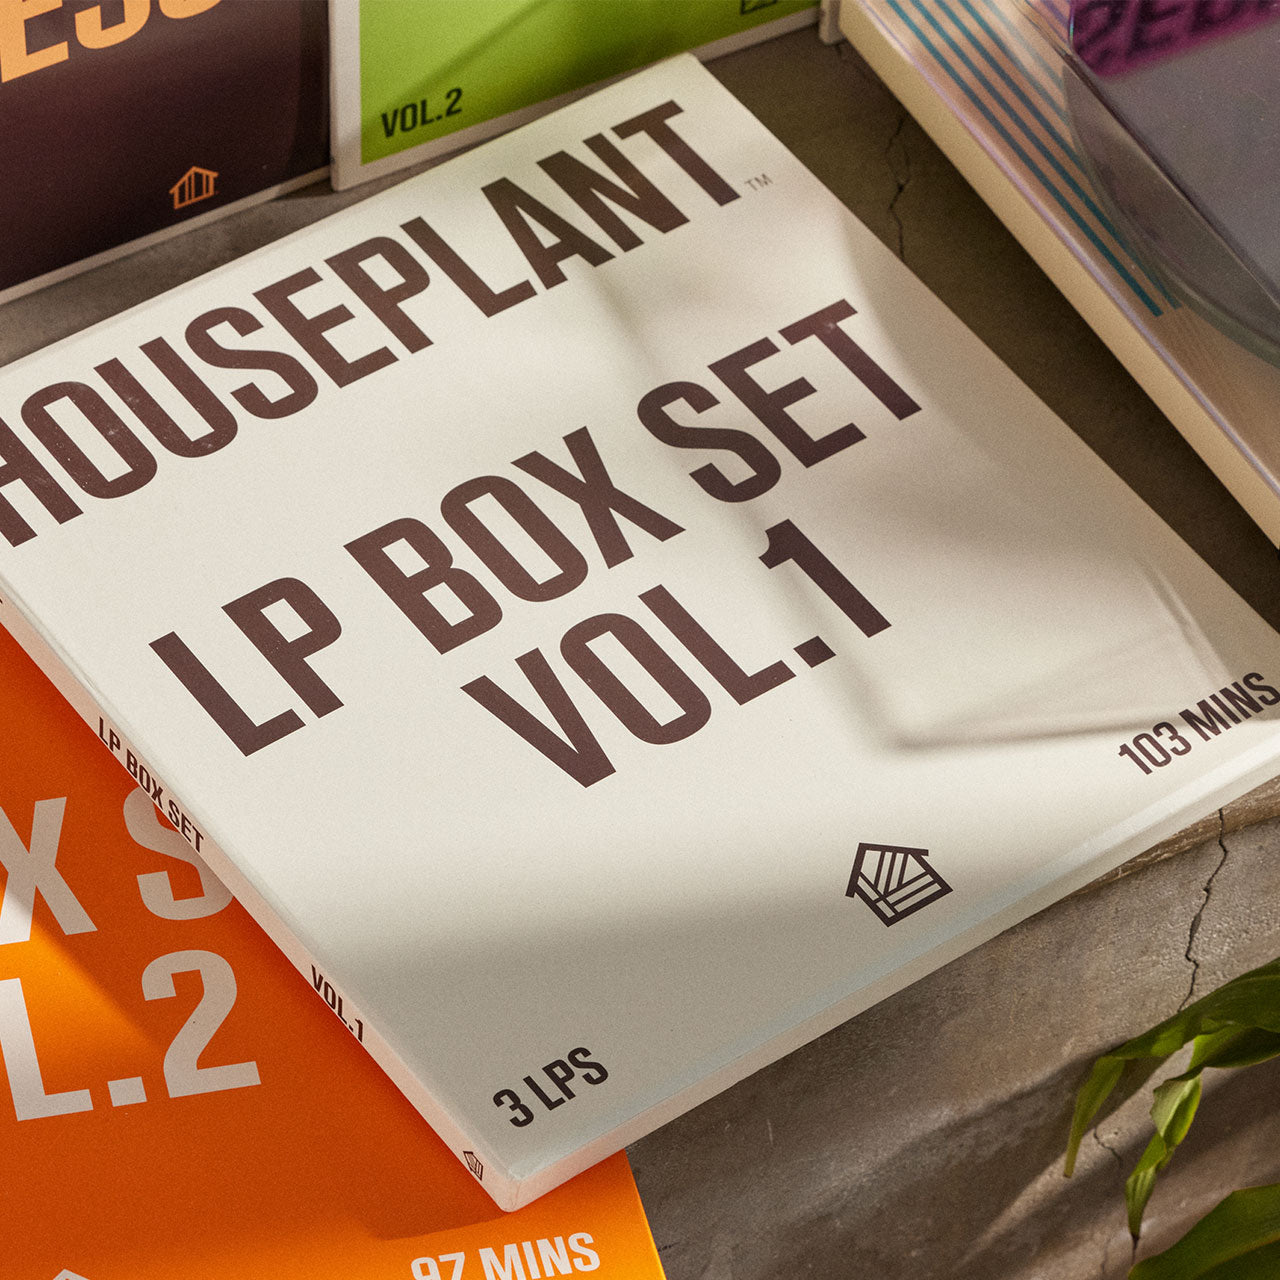 VOL.2
HOUSEPLANT™
LP BOX SET
VOL.1
103 MINS
3 LPS
LP BOX SET
VOL.1
X S
L.2
97 MINS